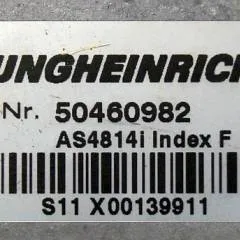 UNGHEINRICH
Nr. 50460982
AS4814i Index F
S11 X00139911